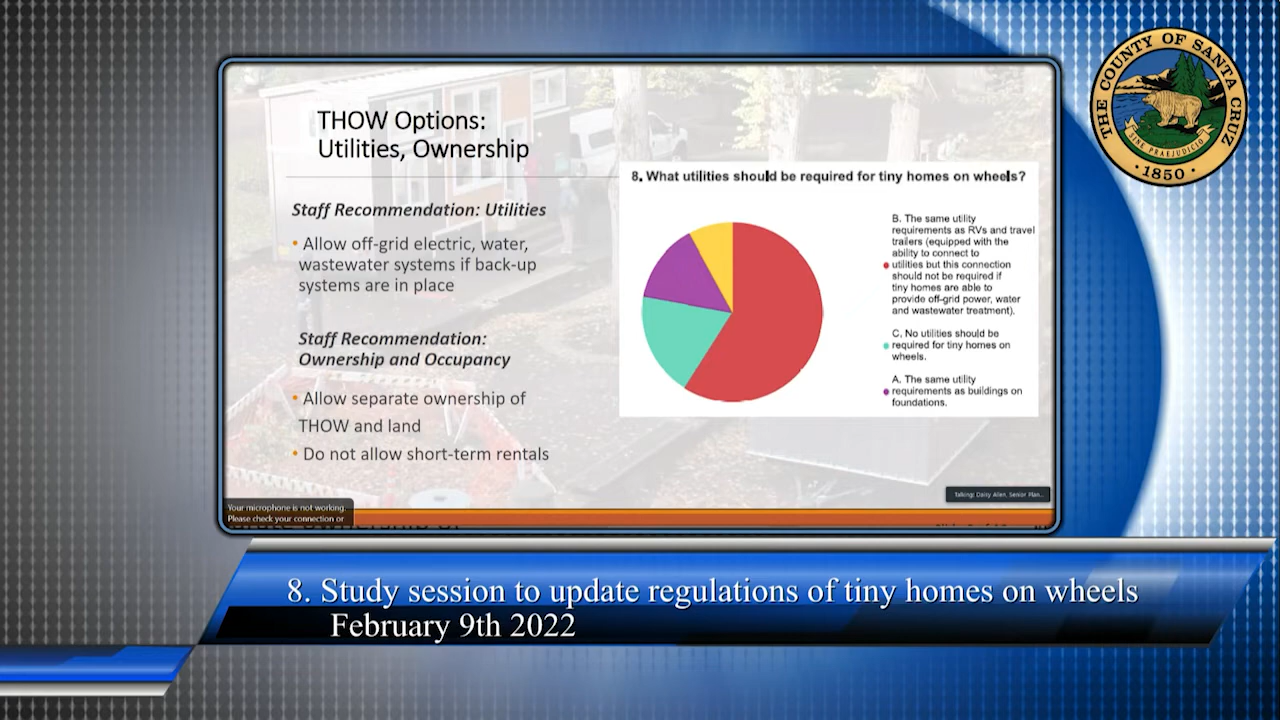 THOW Options:
Utilities, Ownership
Staff Recommendation: Utilities
• Allow off-grid electric, water,
wastewater systems if back-up
systems are in place
Staff Recommendation:
Ownership and Occupancy
• Allow separate ownership of
THOW and land
• Do not allow short-term rentals
8. What utilities should be required for tiny homes on wheels?
B. The same utility
requirements as RVs and travel
trailers (equipped with the
ability to connect to
utilities but this connection
should not be required if
tiny homes are able to
provide off-grid power, water
and wastewater treatment).
C. No utilities should be
required for tiny homes on
wheels.
A. The same utility
requirements as buildings on
foundations.
Talking: Daisy Allen, Senior Plan...
Your microphone is not working.
Please check your connection or
THE COUNTY OF SANTA CRUZ
SINE PRAEJUDICIO
• 1850 •
8. Study session to update regulations of tiny homes on wheels
February 9th 2022